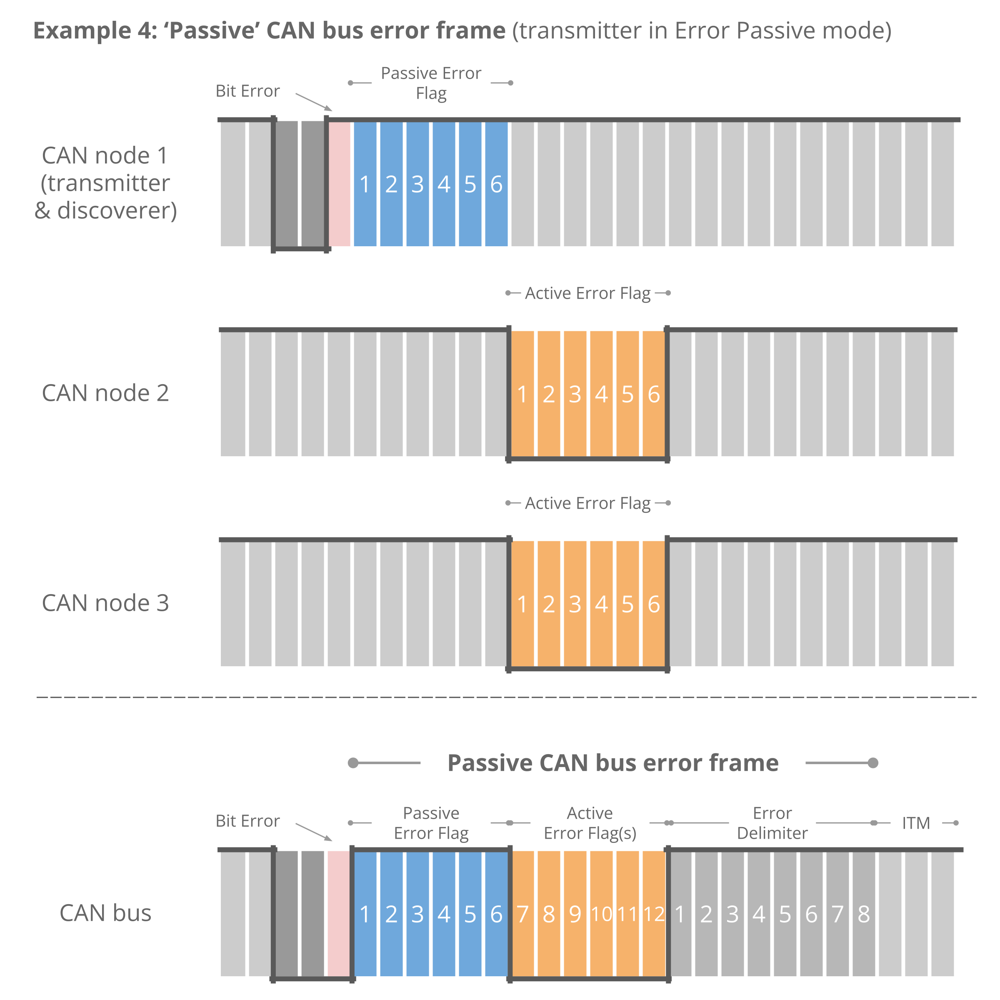 Example 4: ‘Passive’ CAN bus error frame (transmitter in Error Passive mode)
Bit Error
Passive Error
Flag
CAN node 1
(transmitter
& discoverer)
1 2 3 4 5 6
Active Error Flag
CAN node 2
1 2 3 4 5 6
Active Error Flag
CAN node 3
1 2 3 4 5 6
Passive CAN bus error frame
Bit Error
Passive
Error Flag
Active
Error Flag(s)
Error
Delimiter
ITM
CAN bus
1 2 3 4 5 6 7 8 9 10 11 12 1 2 3 4 5 6 7 8